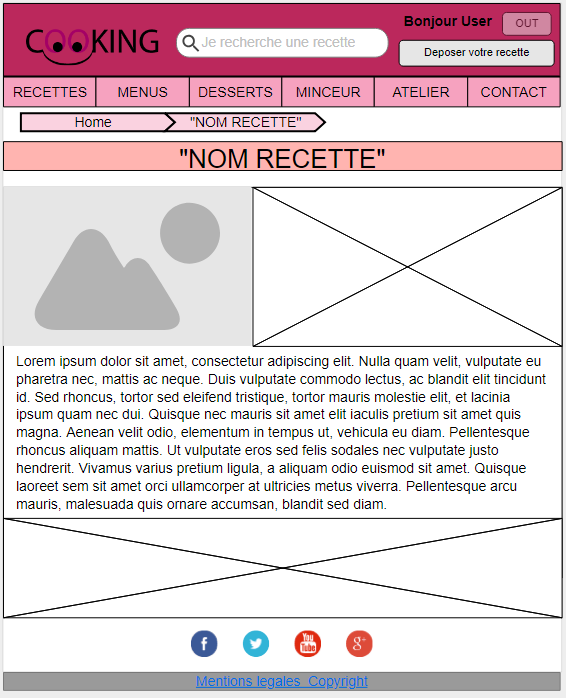 COOKING
Je recherche une recette
Bonjour User
OUT
Deposer votre recette
RECETTES
MENUS
DESSERTS
MINCEUR
ATELIER
CONTACT
Home
"NOM RECETTE"
"NOM RECETTE"
Lorem ipsum dolor sit amet, consectetur adipiscing elit. Nulla quam velit, vulputate eu
pharetra nec, mattis ac neque. Duis vulputate commodo lectus, ac blandit elit tincidunt
id. Sed rhoncus, tortor sed eleifend tristique, tortor mauris molestie elit, et lacinia
ipsum quam nec dui. Quisque nec mauris sit amet elit iaculis pretium sit amet quis
magna. Aenean velit odio, elementum in tempus ut, vehicula eu diam. Pellentesque
rhoncus aliquam mattis. Ut vulputate eros sed felis sodales nec vulputate justo
hendrerit. Vivamus varius pretium ligula, a aliquam odio euismod sit amet. Quisque
laoreet sem sit amet orci ullamcorper at ultricies metus viverra. Pellentesque arcu
mauris, malesuada quis ornare accumsan, blandit sed diam.
f
You
Tube
g+
Mentions legales Copyright